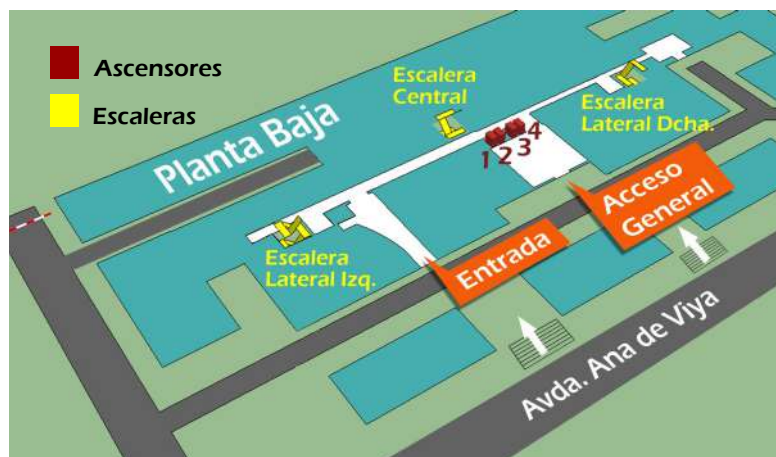 Ascensores
Escaleras
Planta Baja
Escalera
Central
Escalera
Lateral Dcha.
1 2 3 4
Acceso
General
Escalera
Lateral Izq.
Entrada
Avda. Ana de Viya